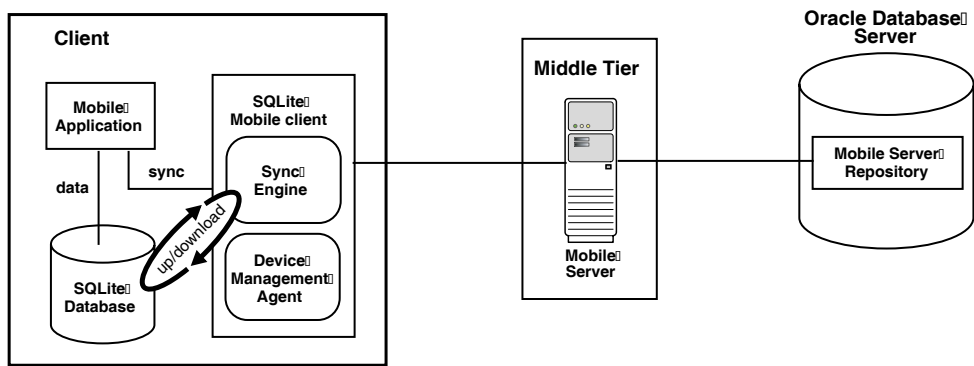 Client
Mobile
Application
data
sync
SQLite
Database
up/download
SQLite
Mobile client
Sync
Engine
Device
Management
Agent
Middle Tier
Mobile
Server
Oracle Database
Server
Mobile Server
Repository